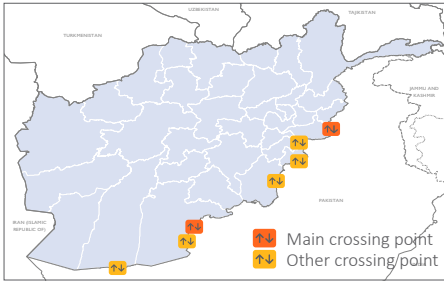 UZBEKISTAN
TAJIKISTAN
TURKMENISTAN
JAMMU AND
KASHMIR
PAKISTAN
IRAN (ISLAMIC
REPUBLIC OF)
Main crossing point
Other crossing point